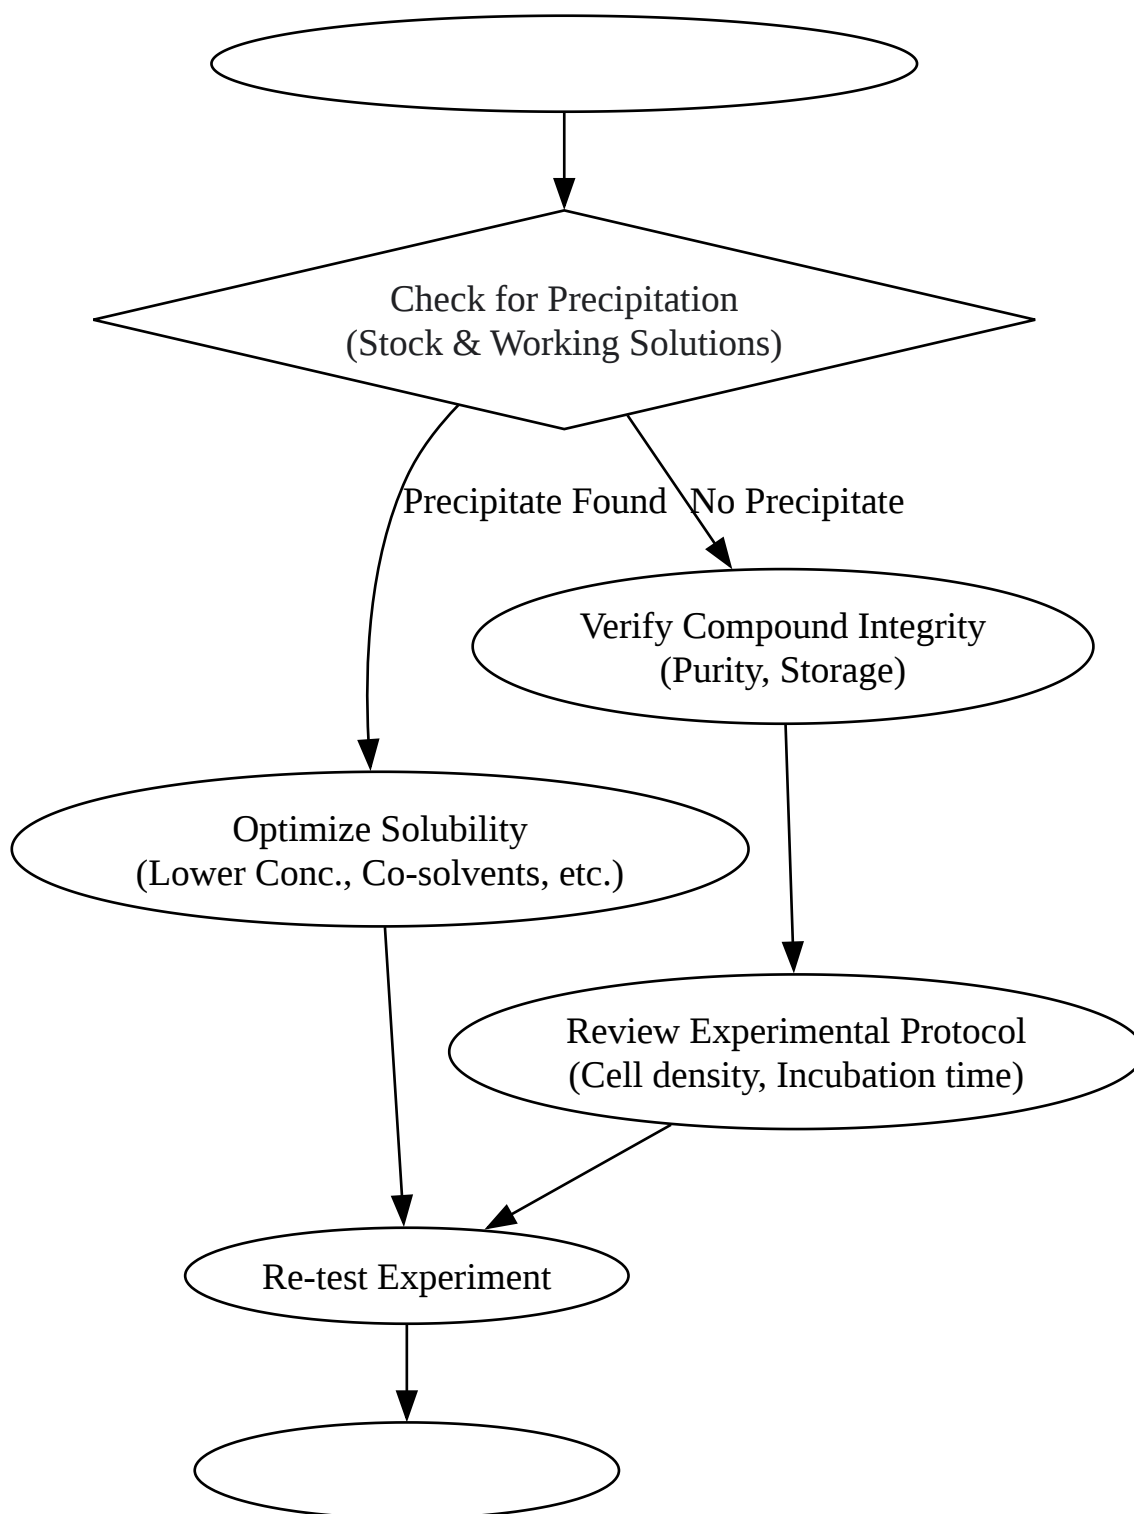 Check for Precipitation
(Stock & Working Solutions)
Precipitate Found
No Precipitate
Verify Compound Integrity
(Purity, Storage)
Optimize Solubility
(Lower Conc., Co-solvents, etc.)
Review Experimental Protocol
(Cell density, Incubation time)
Re-test Experiment